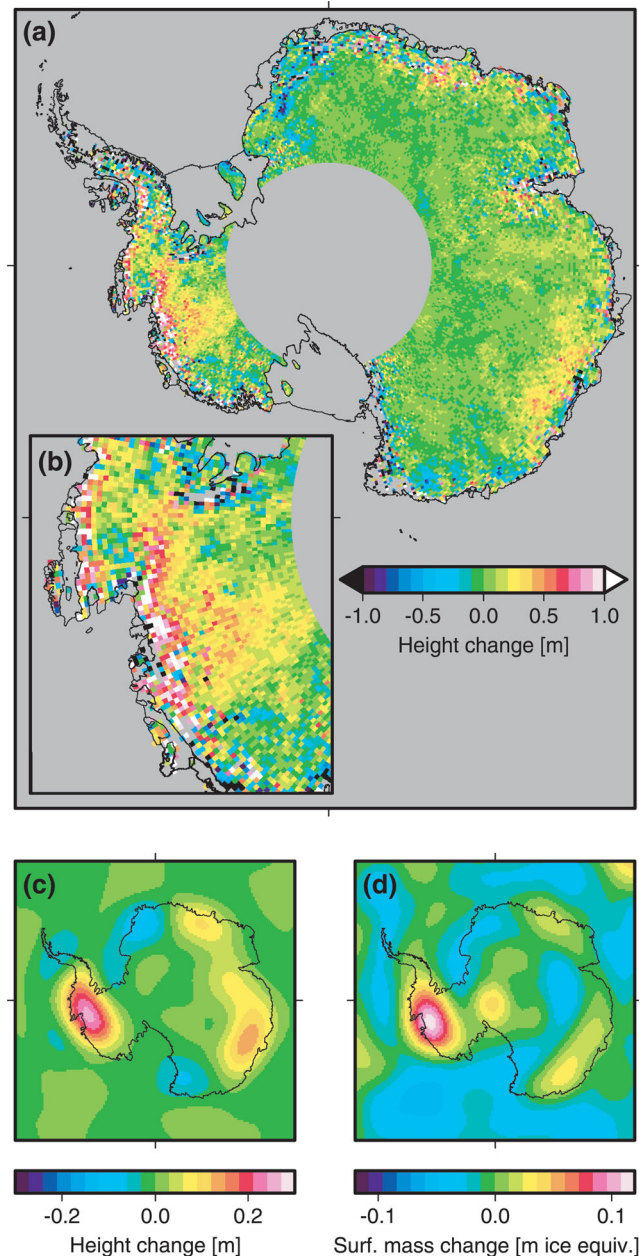 (a)
(b)
-1.0 -0.5 0.0 0.5 1.0
Height change [m]
(c)
(d)
-0.2 0.0 0.2
Height change [m]
-0.1 0.0 0.1
Surf. mass change [m ice equiv.]